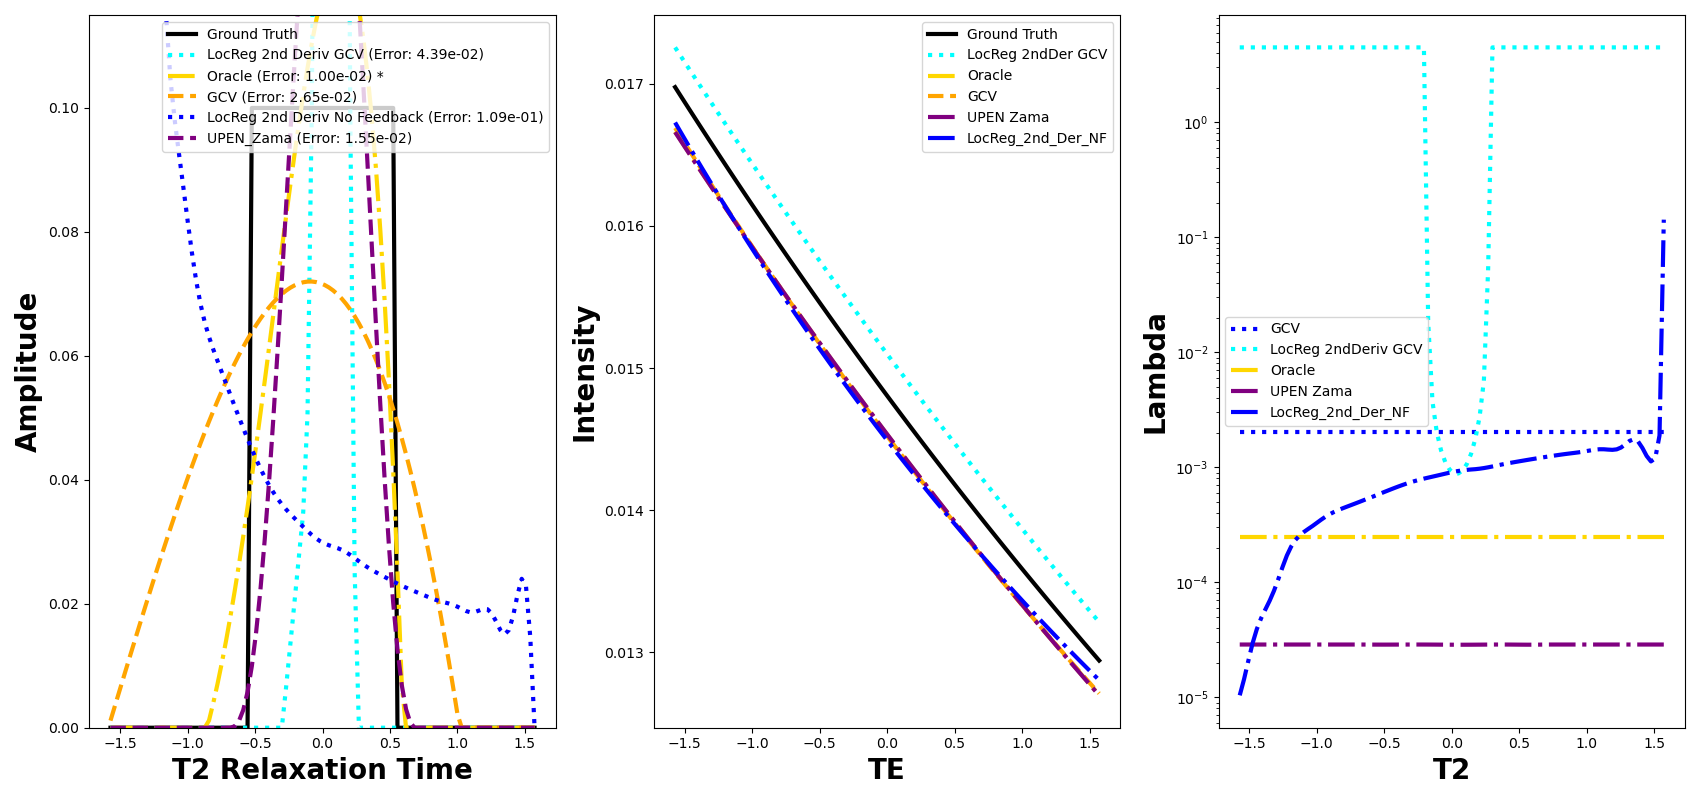 Ground Truth
LocReg 2nd Deriv GCV (Error: 4.39e-02)
Oracle (Error: 1.00e-02) *
GCV (Error: 2.65e-02)
LocReg 2nd Deriv No Feedback (Error: 1.09e-01)
UPEN_Zama (Error: 1.55e-02)
0.10
0.08
0.06
0.04
0.02
0.00
Amplitude
−1.5 −1.0 −0.5 0.0 0.5 1.0 1.5
T2 Relaxation Time
Ground Truth
LocReg 2ndDer GCV
Oracle
GCV
UPEN Zama
LocReg_2nd_Der_NF
0.017
0.016
0.015
0.014
0.013
Intensity
−1.5 −1.0 −0.5 0.0 0.5 1.0 1.5
TE
10⁰
10⁻¹
10⁻²
10⁻³
10⁻⁴
10⁻⁵
Lambda
GCV
LocReg 2ndDeriv GCV
Oracle
UPEN Zama
LocReg_2nd_Der_NF
−1.5 −1.0 −0.5 0.0 0.5 1.0 1.5
T2